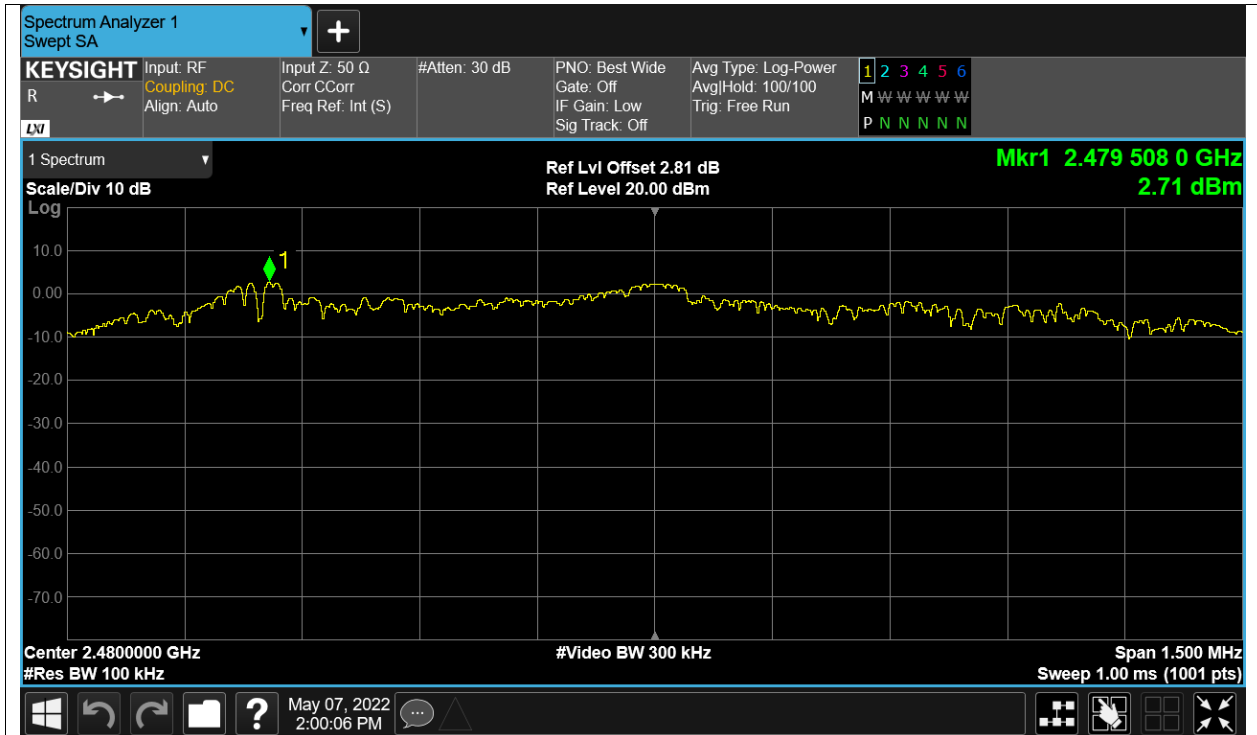 Spectrum Analyzer 1
Swept SA
KEYSIGHT
R
LXI
Input: RF
Coupling: DC
Align: Auto
Input Z: 50 Ω
Corr CCorr
Freq Ref: Int (S)
#Atten: 30 dB
PNO: Best Wide
Gate: Off
IF Gain: Low
Sig Track: Off
Avg Type: Log-Power
Avg|Hold: 100/100
Trig: Free Run
1 2 3 4 5 6
M W W W W W
P N N N N N
1 Spectrum
Scale/Div 10 dB
Log
Ref Lvl Offset 2.81 dB
Ref Level 20.00 dBm
Mkr1 2.479 508 0 GHz
2.71 dBm
1
10.0
0.00
-10.0
-20.0
-30.0
-40.0
-50.0
-60.0
-70.0
Center 2.4800000 GHz
#Res BW 100 kHz
#Video BW 300 kHz
Span 1.500 MHz
Sweep 1.00 ms (1001 pts)
?
May 07, 2022
2:00:06 PM